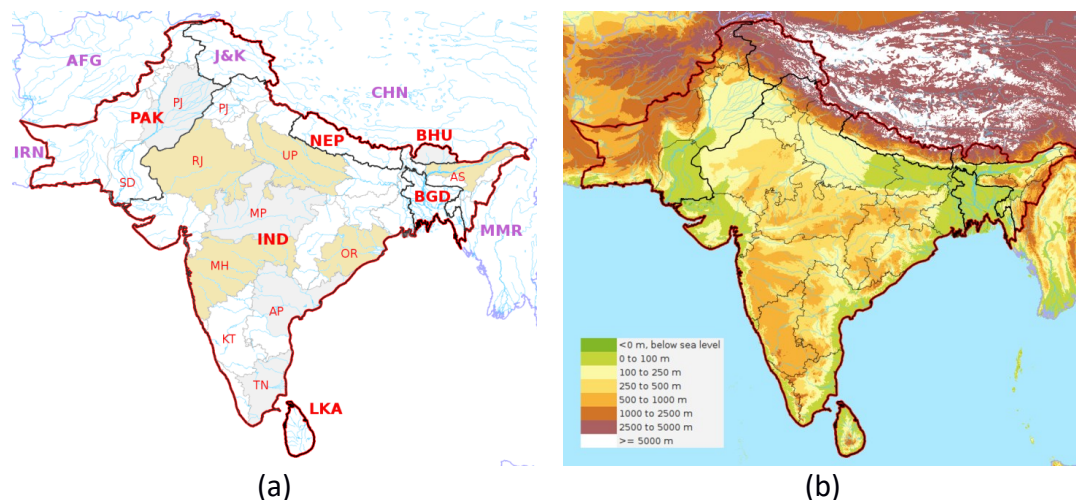 AFG
J&K
CHN
PJ
PJ
PAK
NEP
BHU
IRN
RJ
UP
AS
SD
BGD
MP
MMR
IND
MH
OR
AP
KT
TN
LKA
(a)
<0 m, below sea level
0 to 100 m
100 to 250 m
250 to 500 m
500 to 1000 m
1000 to 2500 m
2500 to 5000 m
>= 5000 m
(b)